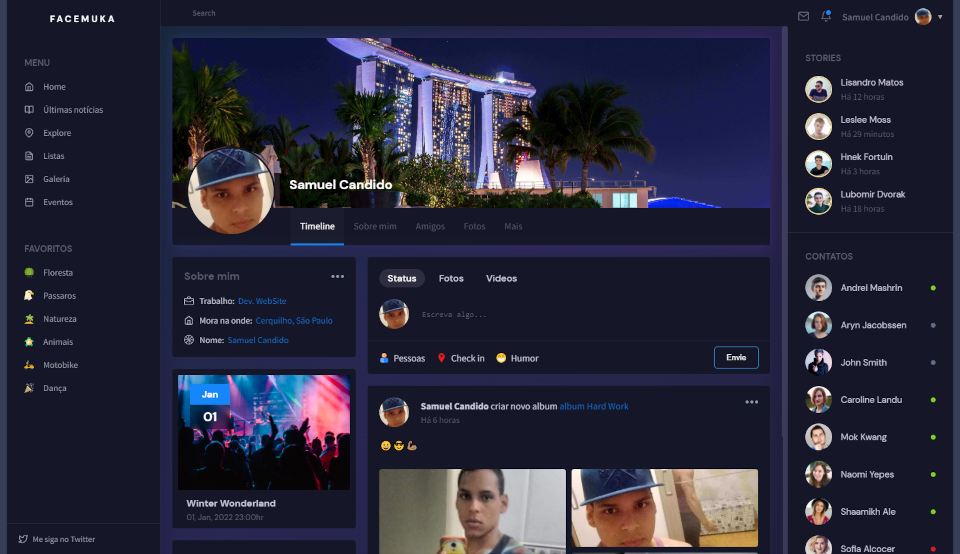 FACEMUKA
MENU
Home
Últimas notícias
Explore
Listas
Galeria
Eventos
FAVORITOS
Floresta
Passaros
Natureza
Animais
Motobike
Dança
Me siga no Twitter
Search
Samuel Candido
Samuel Candido
Timeline
Sobre mim
Amigos
Fotos
Mais
Sobre mim
Trabalho: Dev. WebSite
Mora na onde: Cerquilho, São Paulo
Nome: Samuel Candido
Jan
01
Winter Wonderland
01, Jan, 2022 23:00hr
Status
Fotos
Videos
Escreva algo...
Pessoas
Check in
Humor
Envie
Samuel Candido criar novo album album Hard Work
Há 6 horas
STORIES
Lisandro Matos
Há 12 horas
Leslee Moss
Há 29 minutos
Hnek Fortuin
Há 3 horas
Lubomir Dvorak
Há 18 horas
CONTATOS
Andrei Mashrin
Aryn Jacobssen
John Smith
Caroline Landu
Mok Kwang
Naomi Yepes
Shaamikh Ale
Sofia Alcocer